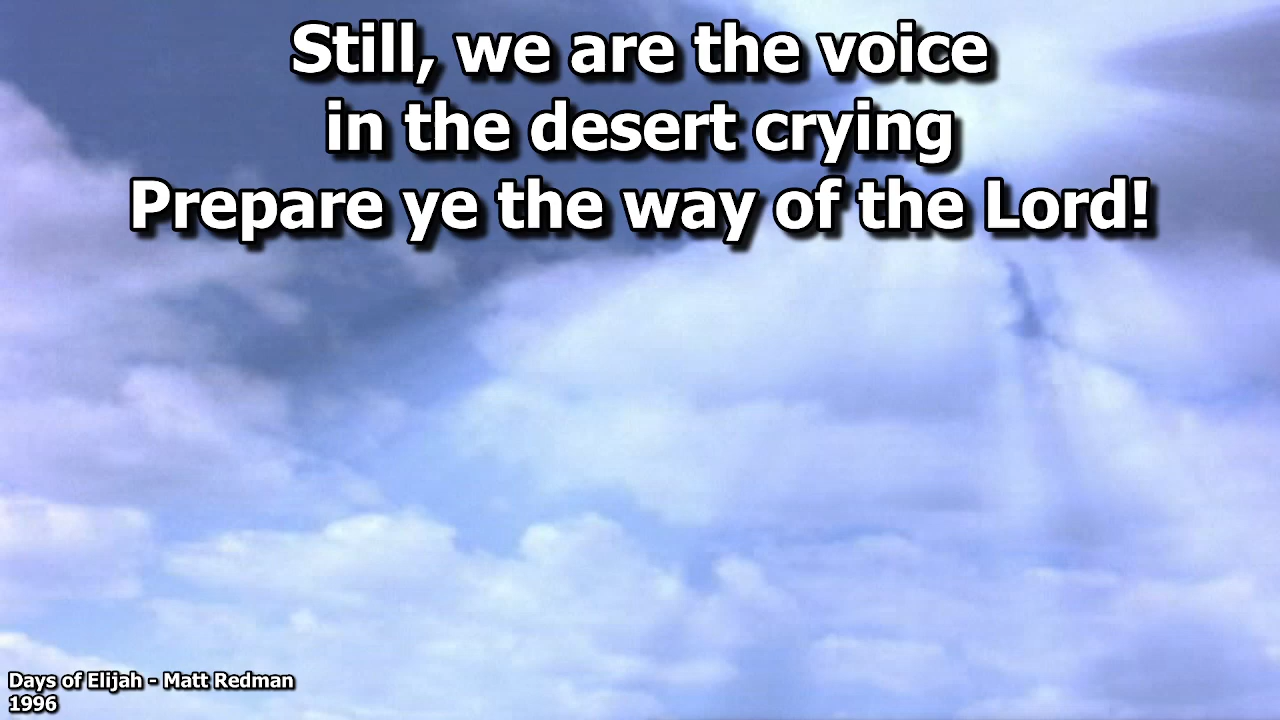 Still, we are the voice
in the desert crying
Prepare ye the way of the Lord!
Days of Elijah - Matt Redman
1996